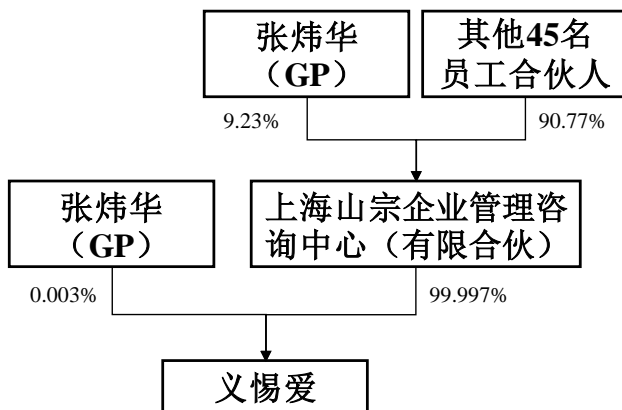 张炜华
（GP）
其他45名
员工合伙人
9.23%
90.77%
张炜华
（GP）
上海山宗企业管理咨
询中心（有限合伙）
0.003%
99.997%
义惕爱